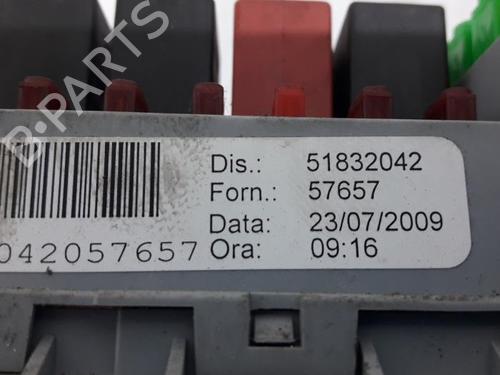 B-PARTS
Dis.: 51832042
Forn.: 57657
Data: 23/07/2009
042057657 Ora: 09:16